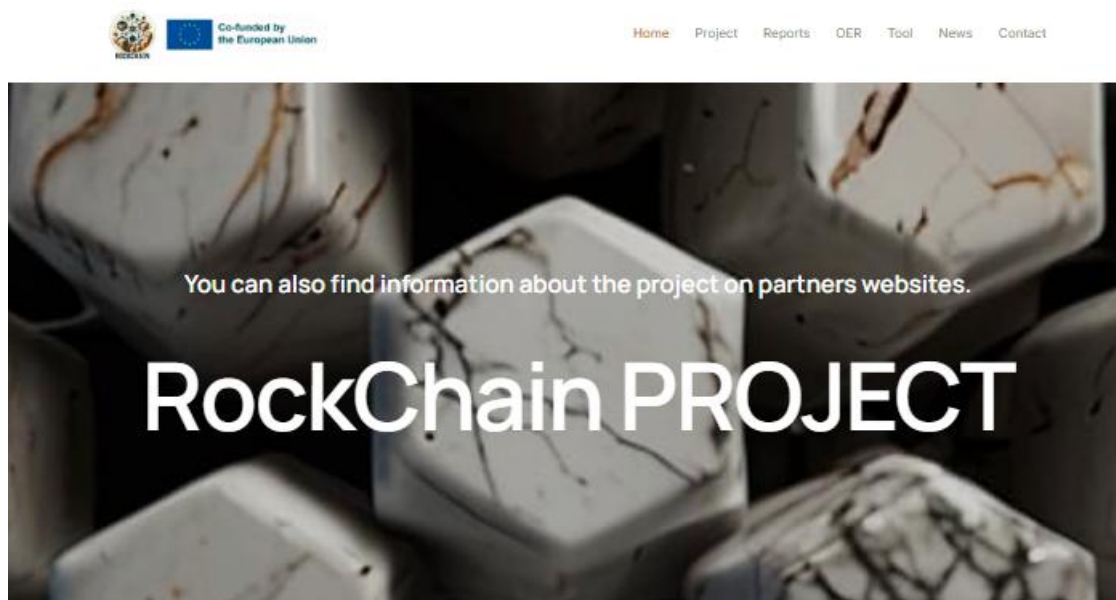 ROCKCHAIN
Co-funded by
the European Union
Home Project Reports OER Tool News Contact
You can also find information about the project on partners websites.
RockChain PROJECT